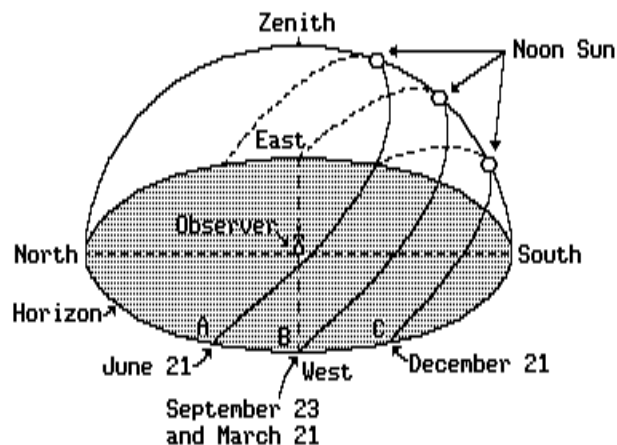 Zenith
Noon Sun
East
Observer
North
South
Horizon
A
B
C
June 21
West
December 21
September 23
and March 21